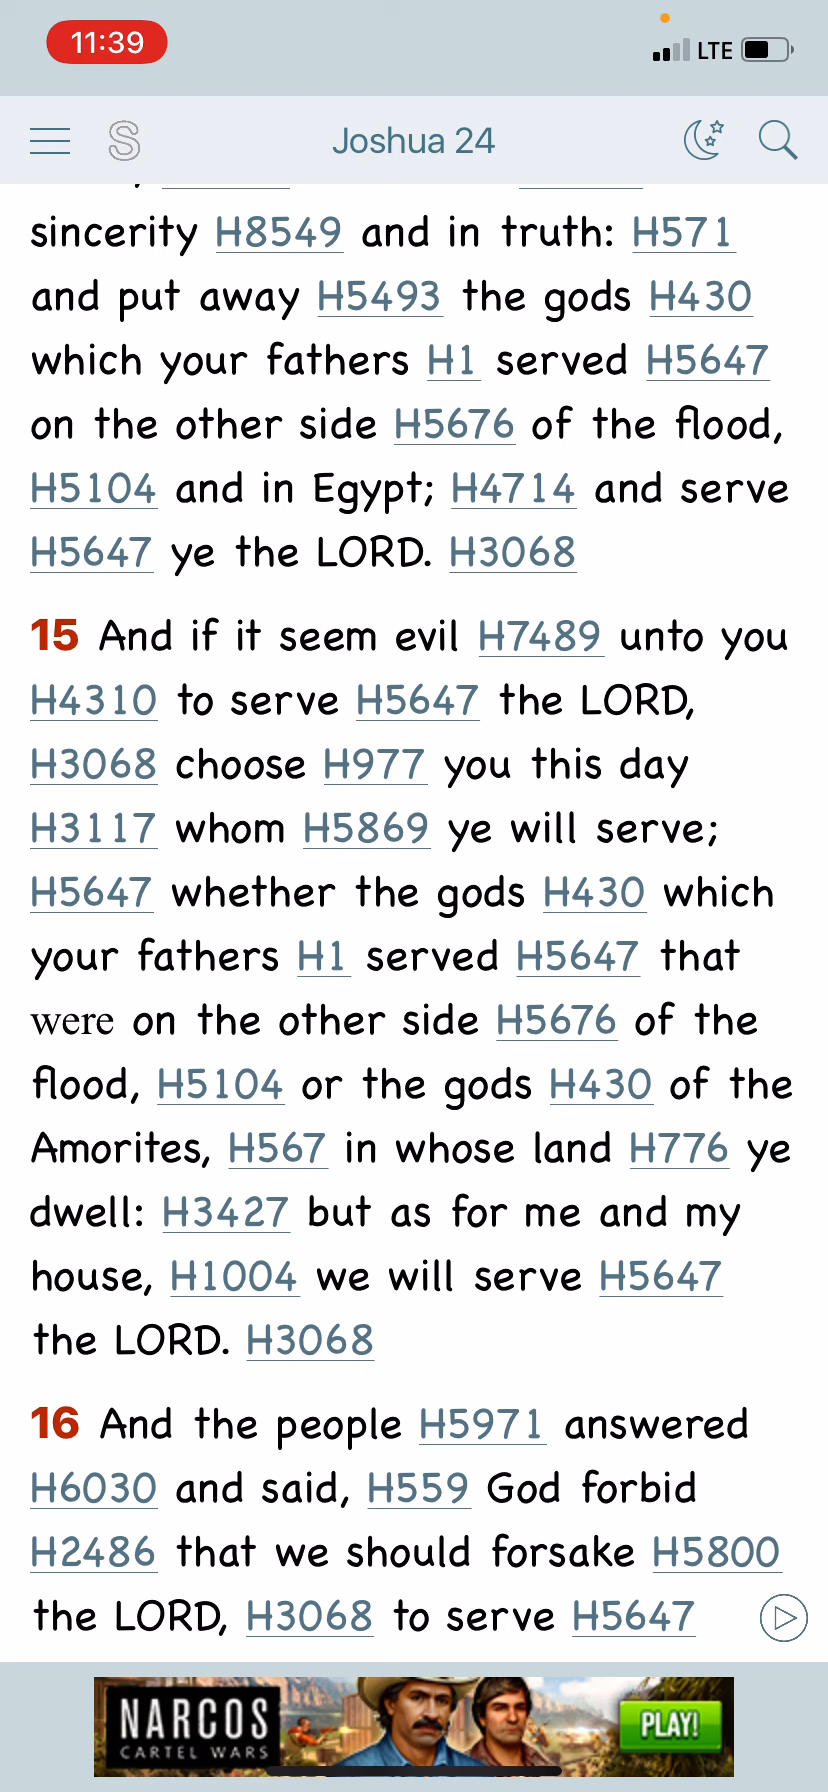 11:39
LTE
S
Joshua 24
sincerity H8549 and in truth: H571
and put away H5493 the gods H430
which your fathers H1 served H5647
on the other side H5676 of the flood,
H5104 and in Egypt; H4714 and serve
H5647 ye the LORD. H3068
15 And if it seem evil H7489 unto you
H4310 to serve H5647 the LORD,
H3068 choose H977 you this day
H3117 whom H5869 ye will serve;
H5647 whether the gods H430 which
your fathers H1 served H5647 that
were on the other side H5676 of the
flood, H5104 or the gods H430 of the
Amorites, H567 in whose land H776 ye
dwell: H3427 but as for me and my
house, H1004 we will serve H5647
the LORD. H3068
16 And the people H5971 answered
H6030 and said, H559 God forbid
H2486 that we should forsake H5800
the LORD, H3068 to serve H5647
NARCOS
CARTEL WARS
PLAY!